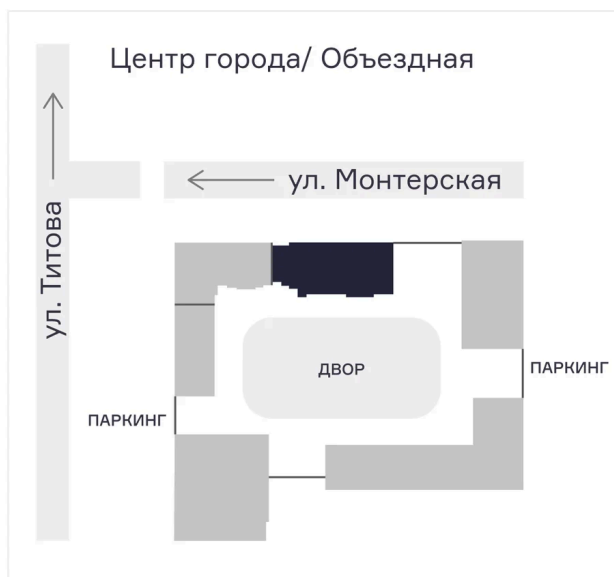 Центр города/ Объездная
ул. Монтерская
ул. Титова
ДВОР
ПАРКИНГ
ПАРКИНГ